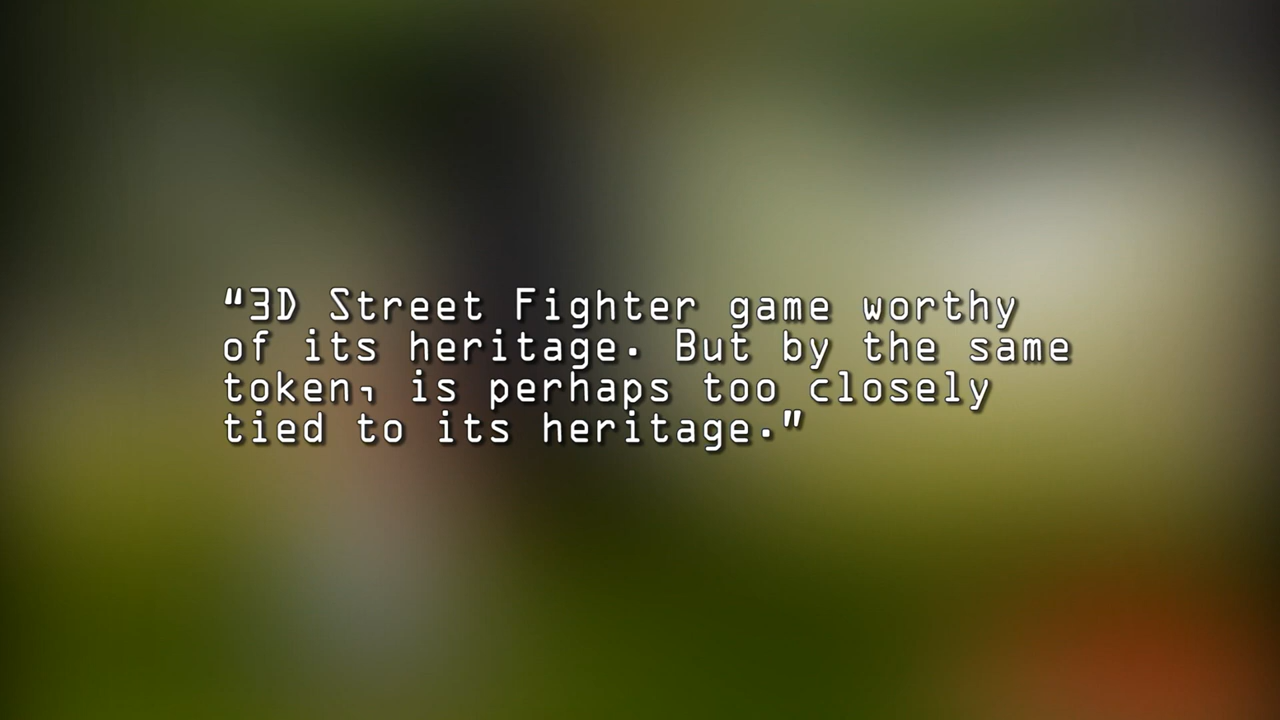 “3D Street Fighter game worthy
of its heritage. But by the same
token, is perhaps too closely
tied to its heritage.”